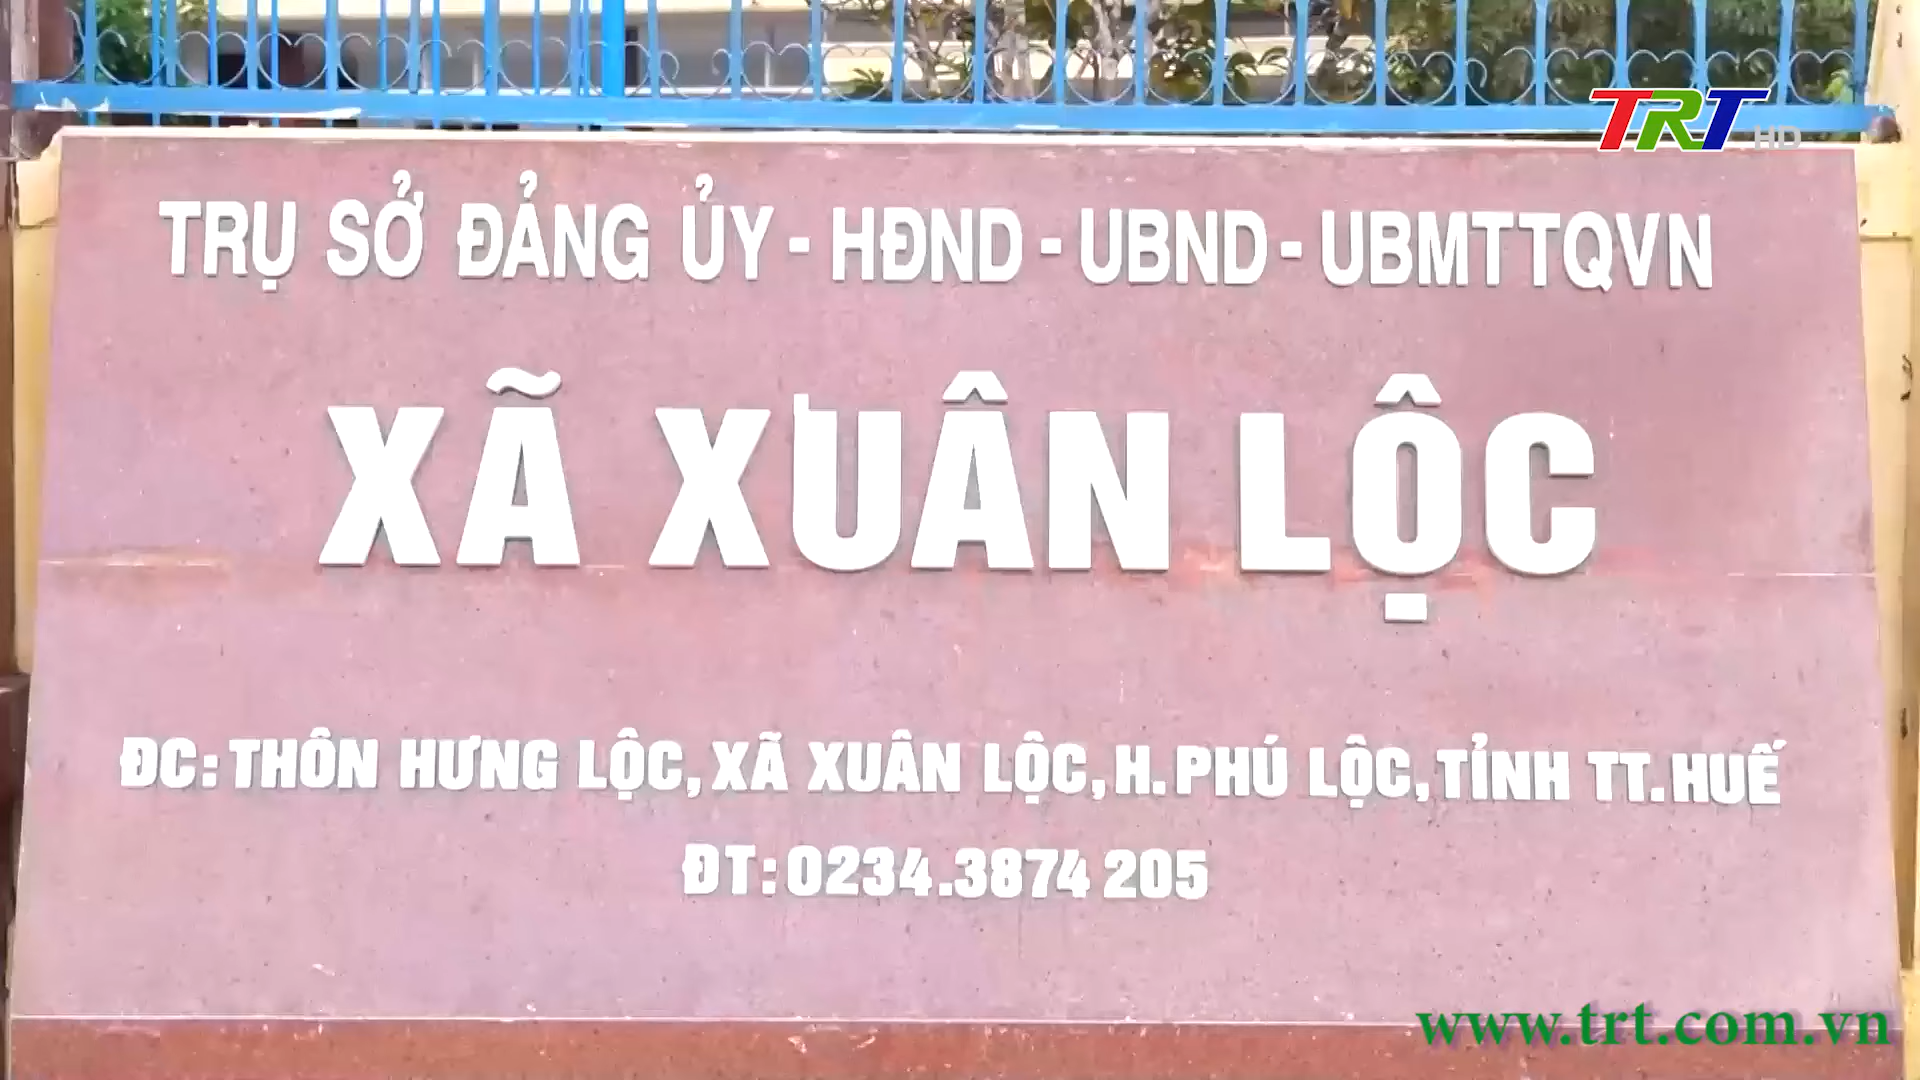 TRT HD
TRỤ SỞ ĐẢNG ỦY - HĐND - UBND - UBMTTQVN
XÃ XUÂN LỘC
ĐC: THÔN HƯNG LỘC, XÃ XUÂN LỘC, H. PHÚ LỘC, TỈNH TT. HUẾ
ĐT: 0234.3874 205
www.trt.com.vn